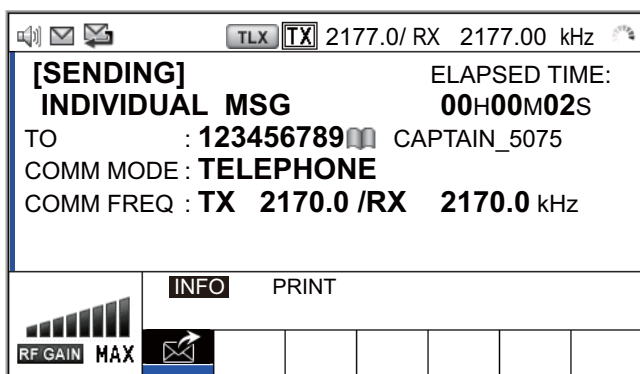 TLX TX 2177.0/ RX 2177.00 kHz
[SENDING] ELAPSED TIME:
INDIVIDUAL MSG 00H00M02S
TO : 123456789 CAPTAIN_5075
COMM MODE : TELEPHONE
COMM FREQ : TX 2170.0 /RX 2170.0 kHz
INFO PRINT
RF GAIN MAX